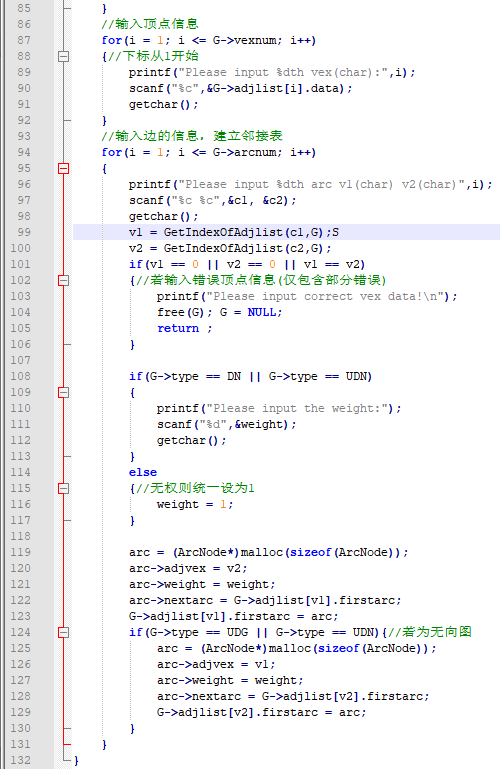 85 }
86 //输入顶点信息
87 for(i = 1; i <= G->vexnum; i++)
88 {//下标从1开始
89 printf("Please input %dth vex(char):",i);
90 scanf("%c",&G->adjlist[i].data);
91 getchar();
92 }
93 //输入边的信息，建立邻接表
94 for(i = 1; i <= G->arcnum; i++)
95 {
96 printf("Please input %dth arc v1(char) v2(char)",i);
97 scanf("%c %c",&c1, &c2);
98 getchar();
99 v1 = GetIndexOfAdjlist(c1,G);S
100 v2 = GetIndexOfAdjlist(c2,G);
101 if(v1 == 0 || v2 == 0 || v1 == v2)
102 {//若输入错误顶点信息(仅包含部分错误)
103 printf("Please input correct vex data!\n");
104 free(G); G = NULL;
105 return ;
106 }
107
108 if(G->type == DN || G->type == UDN)
109 {
110 printf("Please input the weight:");
111 scanf("%d",&weight);
112 getchar();
113 }
114 else
115 {//无权则统一设为1
116 weight = 1;
117 }
118
119 arc = (ArcNode*)malloc(sizeof(ArcNode));
120 arc->adjvex = v2;
121 arc->weight = weight;
122 arc->nextarc = G->adjlist[v1].firstarc;
123 G->adjlist[v1].firstarc = arc;
124 if(G->type == UDG || G->type == UDN){//若为无向图
125 arc = (ArcNode*)malloc(sizeof(ArcNode));
126 arc->adjvex = v1;
127 arc->weight = weight;
128 arc->nextarc = G->adjlist[v2].firstarc;
129 G->adjlist[v2].firstarc = arc;
130 }
131 }
132 }